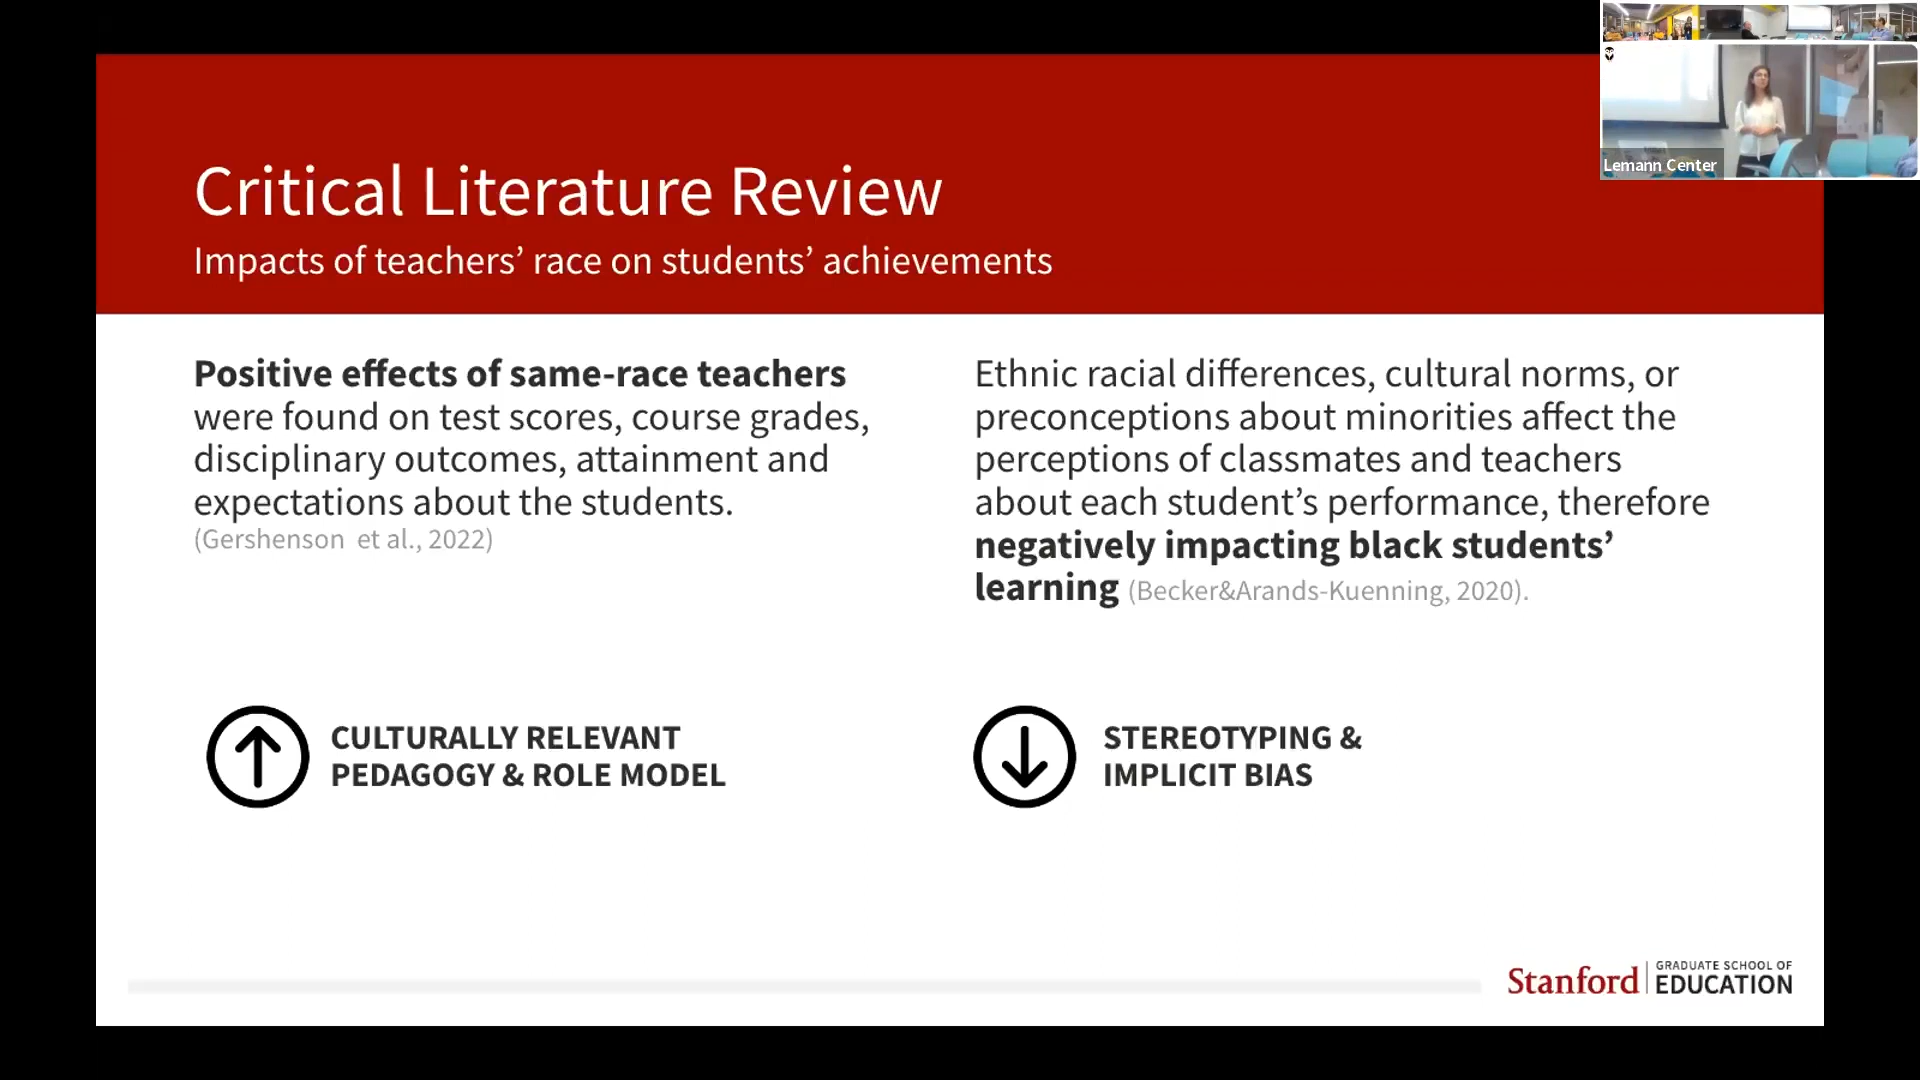 Lemann Center
Critical Literature Review
Impacts of teachers’ race on students’ achievements
Positive effects of same-race teachers
were found on test scores, course grades,
disciplinary outcomes, attainment and
expectations about the students.
(Gershenson  et al., 2022)
Ethnic racial differences, cultural norms, or
preconceptions about minorities affect the
perceptions of classmates and teachers
about each student’s performance, therefore
negatively impacting black students’
learning (Becker&Arands-Kuenning, 2020).
CULTURALLY RELEVANT
PEDAGOGY & ROLE MODEL
STEREOTYPING &
IMPLICIT BIAS
Stanford
GRADUATE SCHOOL OF
EDUCATION